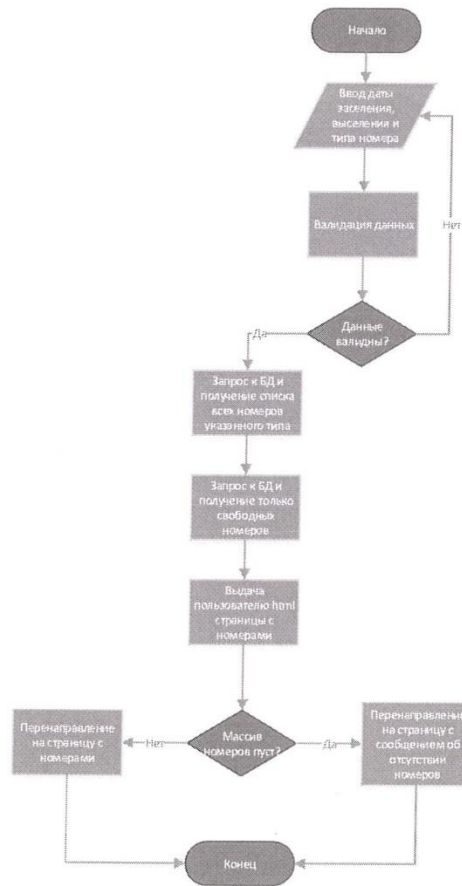 Начало
Ввод даты
заселения,
выселения и
типа номера
Валидация данных
Нет
Данные
валидны?
Да
Запрос к БД и
получение списка
всех номеров
указанного типа
Запрос к БД и
получение только
свободных
номеров
Выдача
пользователю html
страницы с
номерами
Массив
номеров пуст?
Нет
Да
Перенаправление
на страницу с
номерами
Перенаправление
на страницу с
сообщением об
отсутствии
номеров
Конец